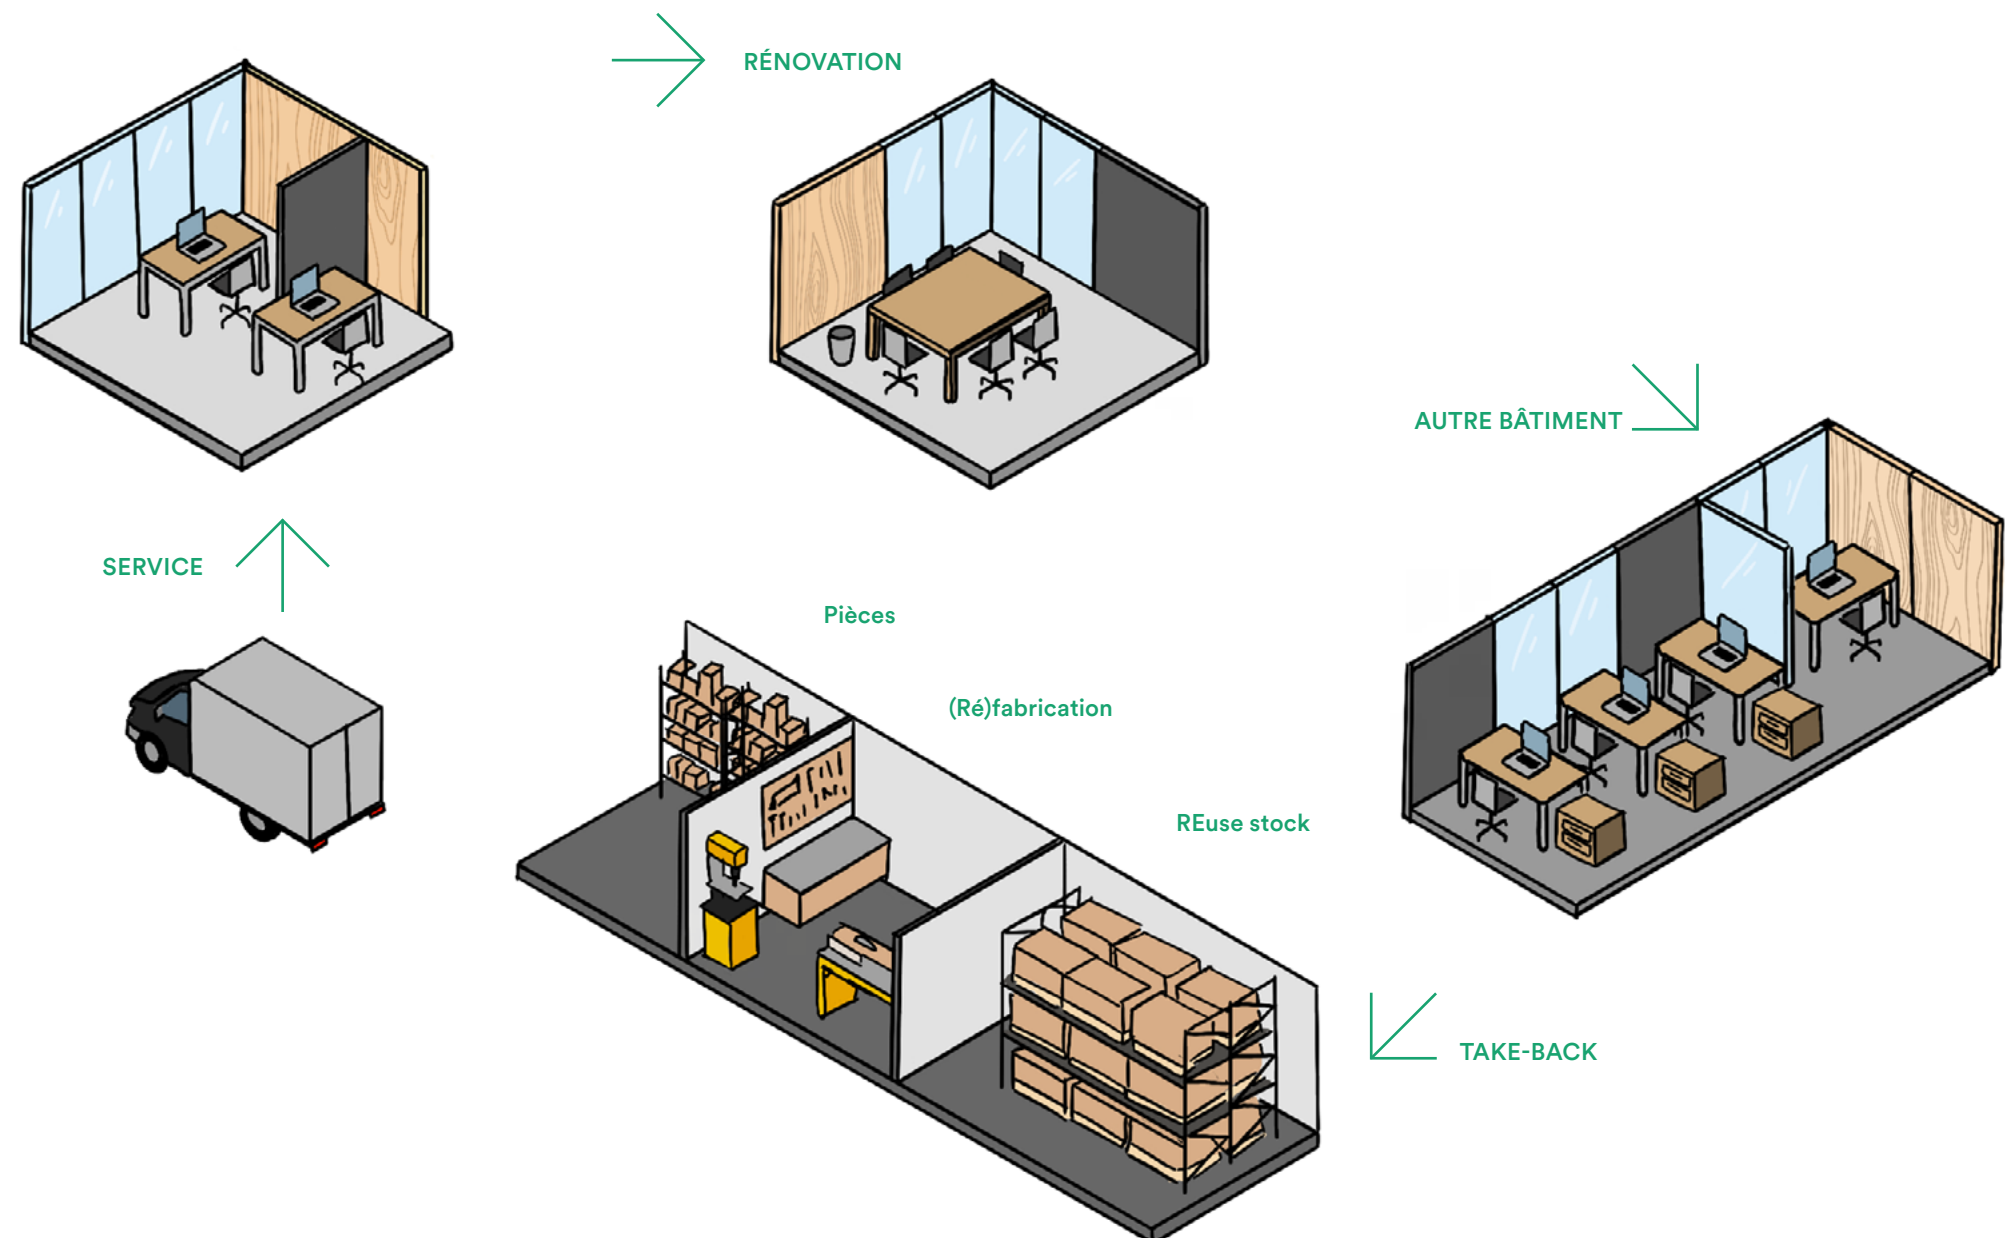 RÉNOVATION
AUTRE BÂTIMENT
SERVICE
Pièces
(Ré)fabrication
REuse stock
TAKE-BACK